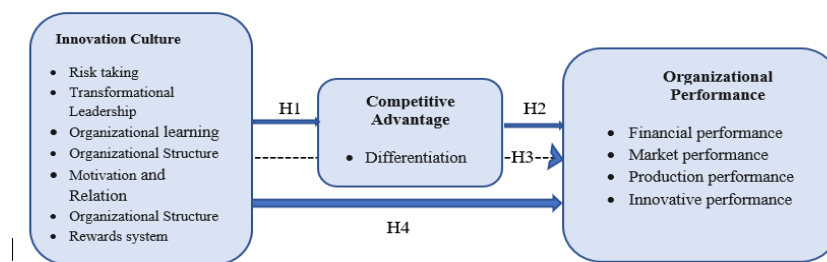 Innovation Culture
• Risk taking
• Transformational
Leadership
• Organizational learning
• Organizational Structure
• Motivation and
Relation
• Organizational Structure
• Rewards system
H1
Competitive
Advantage
• Differentiation
H2
H3
H4
Organizational
Performance
• Financial performance
• Market performance
• Production performance
• Innovative performance